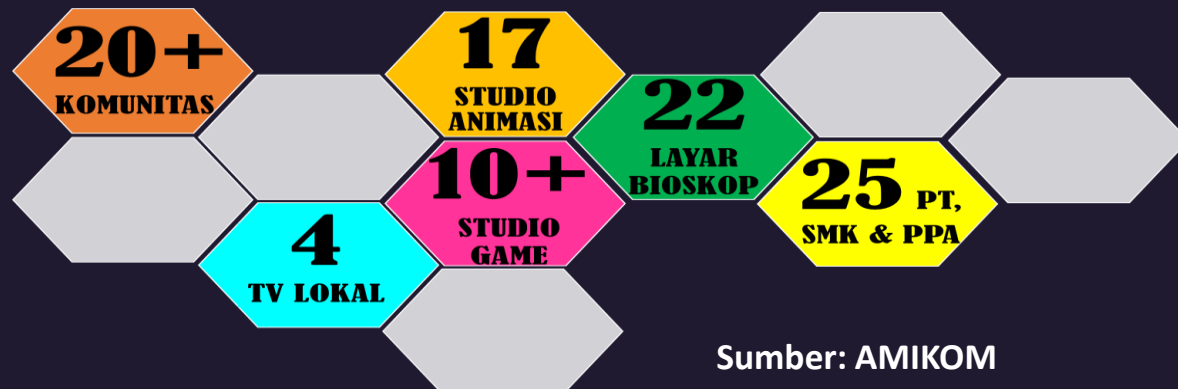 20+
KOMUNITAS
17
STUDIO
ANIMASI
22
LAYAR
BIOSKOP
10+
STUDIO
GAME
25 PT,
SMK & PPA
4
TV LOKAL
Sumber: AMIKOM